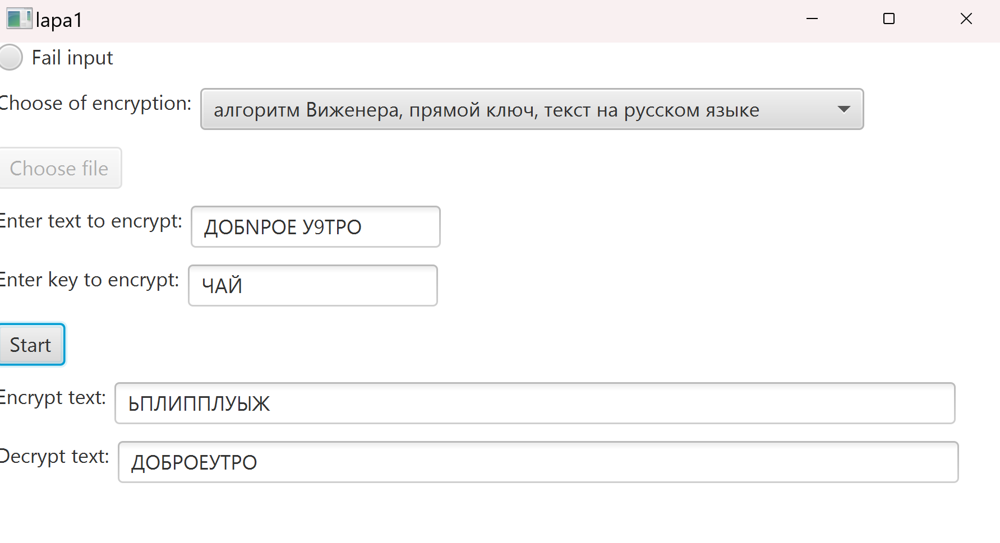 lapa1
Fail input
Choose of encryption: алгоритм Виженера, прямой ключ, текст на русском языке
Choose file
Enter text to encrypt: ДОБNРОЕ У9ТРО
Enter key to encrypt: ЧАЙ
Start
Encrypt text: ЬПЛИППЛУЫЖ
Decrypt text: ДОБРОЕУТРО